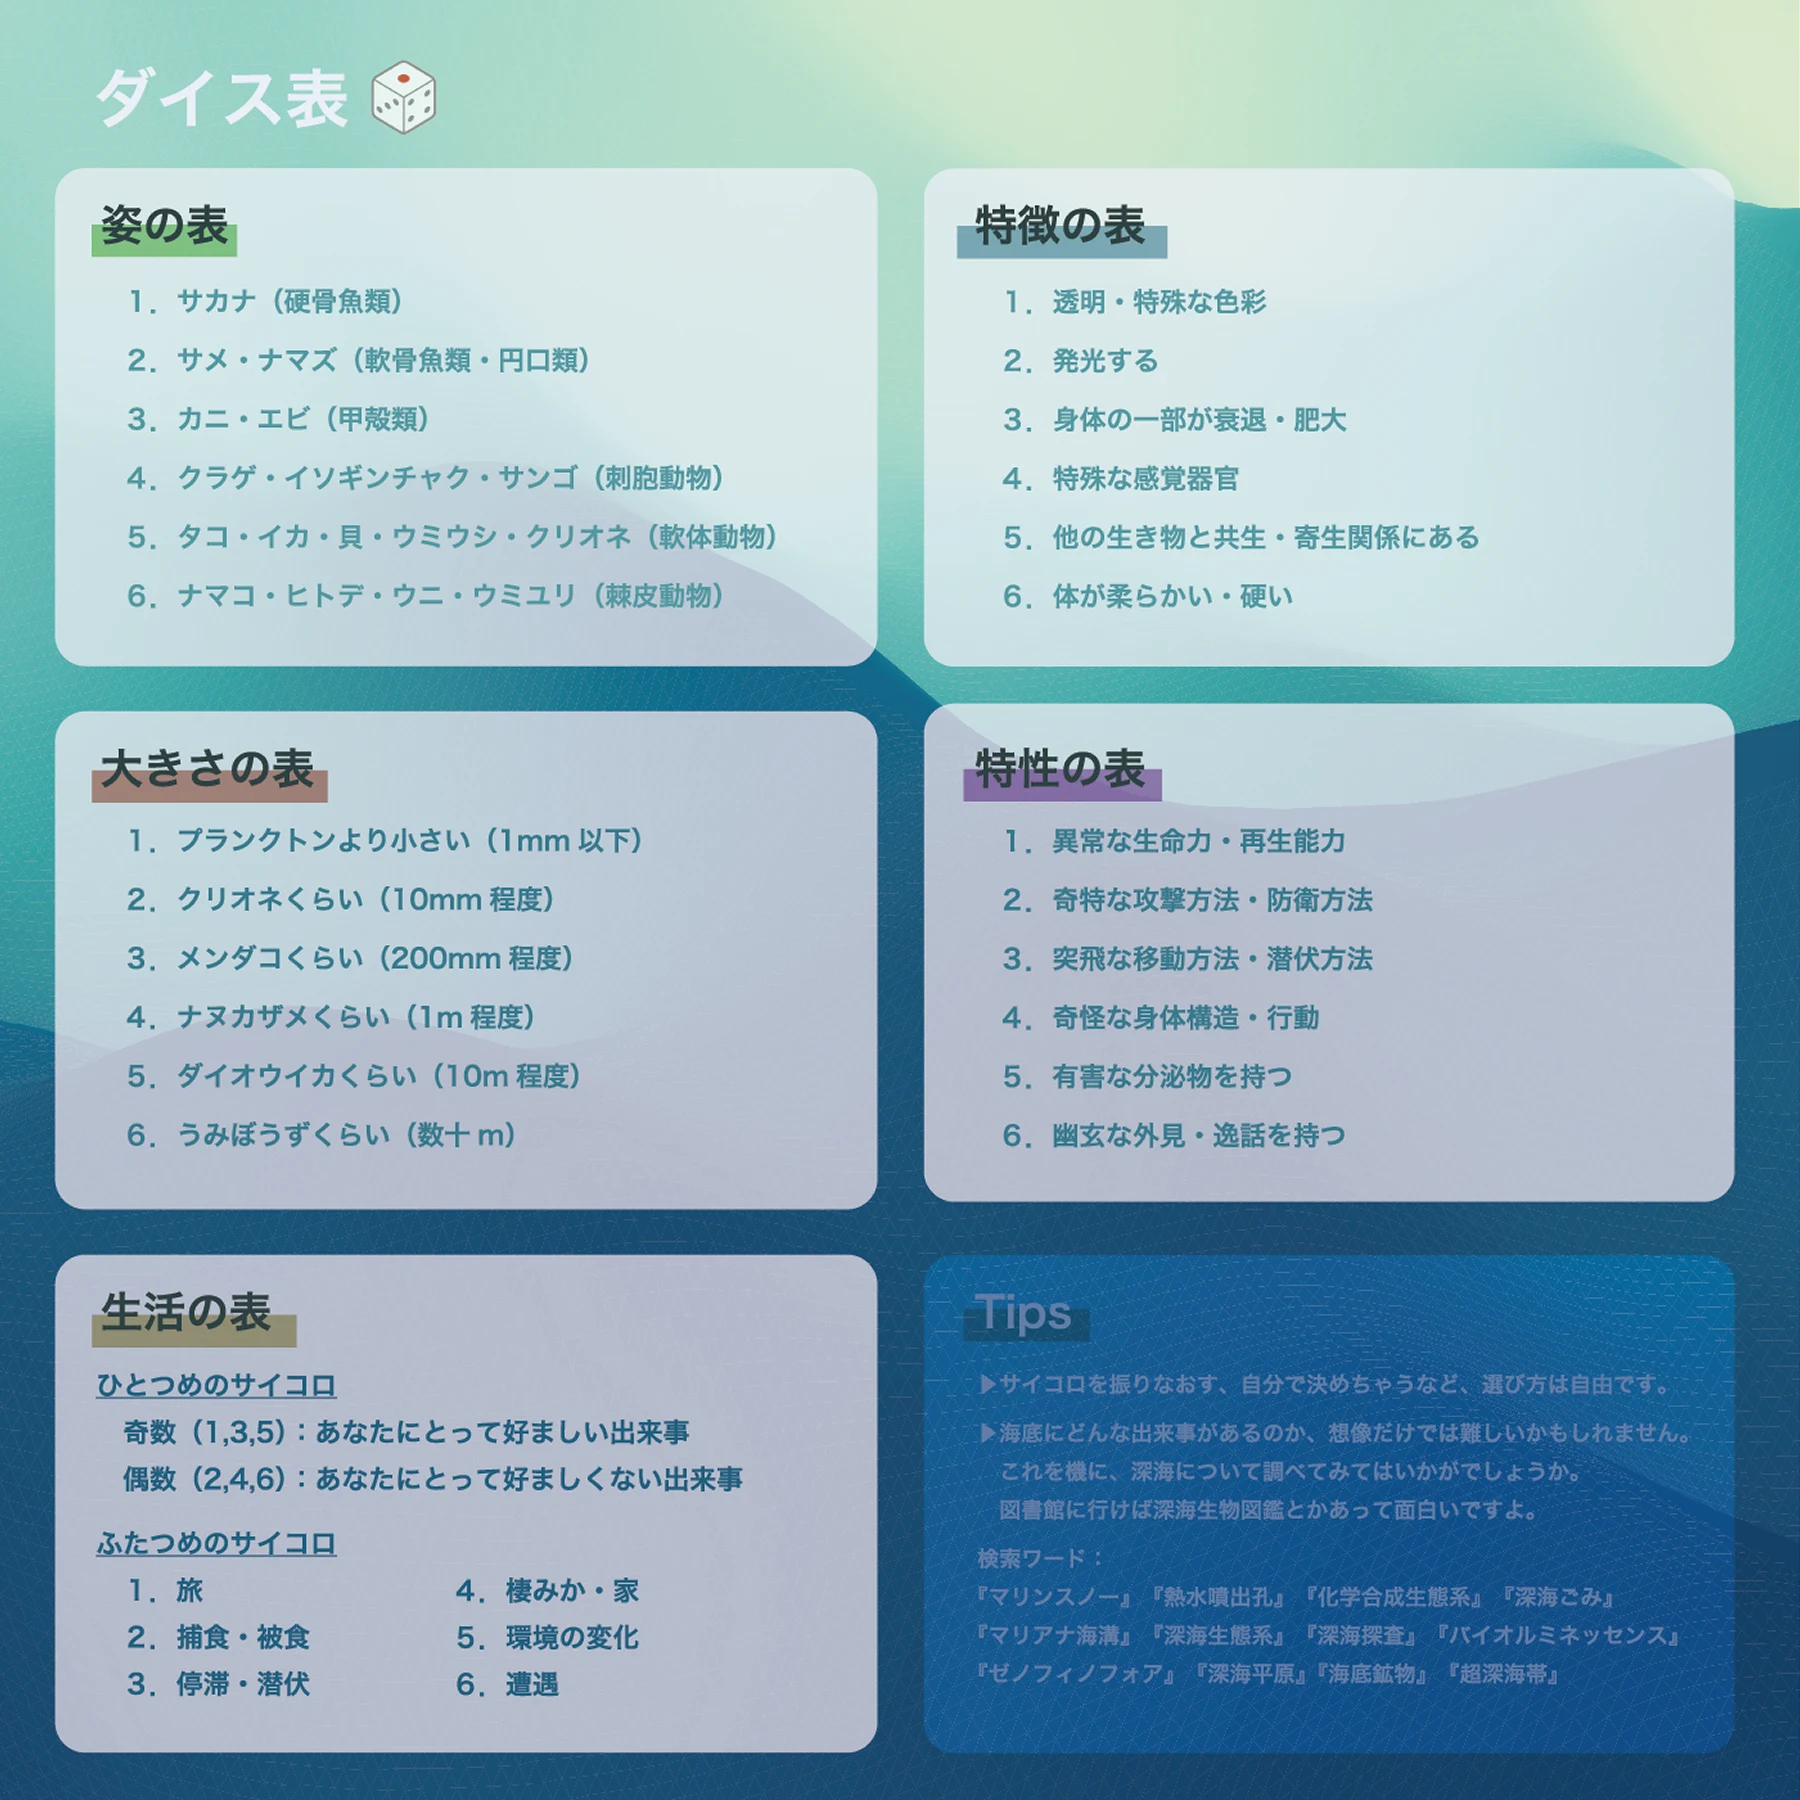 ダイス表
姿の表
1. サカナ（硬骨魚類）
2. サメ・ナマズ（軟骨魚類・円口類）
3. カニ・エビ（甲殻類）
4. クラゲ・イソギンチャク・サンゴ（刺胞動物）
5. タコ・イカ・貝・ウミウシ・クリオネ（軟体動物）
6. ナマコ・ヒトデ・ウニ・ウミユリ（棘皮動物）
特徴の表
1. 透明・特殊な色彩
2. 発光する
3. 身体の一部が衰退・肥大
4. 特殊な感覚器官
5. 他の生き物と共生・寄生関係にある
6. 体が柔らかい・硬い
大きさの表
1. プランクトンより小さい（1mm 以下）
2. クリオネくらい（10mm 程度）
3. メンダコくらい（200mm 程度）
4. ナヌカザメくらい（1m 程度）
5. ダイオウイカくらい（10m 程度）
6. うみぼうずくらい（数十 m）
特性の表
1. 異常な生命力・再生能力
2. 奇特な攻撃方法・防衛方法
3. 突飛な移動方法・潜伏方法
4. 奇怪な身体構造・行動
5. 有害な分泌物を持つ
6. 幽玄な外見・逸話を持つ
生活の表
ひとつめのサイコロ
奇数（1,3,5）：あなたにとって好ましい出来事
偶数（2,4,6）：あなたにとって好ましくない出来事
ふたつめのサイコロ
1. 旅
2. 捕食・被食
3. 停滞・潜伏
4. 棲みか・家
5. 環境の変化
6. 遭遇
Tips
▶サイコロを振りなおす、自分で決めちゃうなど、選び方は自由です。
▶海底にどんな出来事があるのか、想像だけでは難しいかもしれません。
これを機に、深海について調べてみてはいかがでしょうか。
図書館に行けば深海生物図鑑とかあって面白いですよ。
検索ワード：
『マリンスノー』『熱水噴出孔』『化学合成生態系』『深海ごみ』
『マリアナ海溝』『深海生態系』『深海探査』『バイオルミネッセンス』
『ゼノフィノフォア』『深海平原』『海底鉱物』『超深海帯』